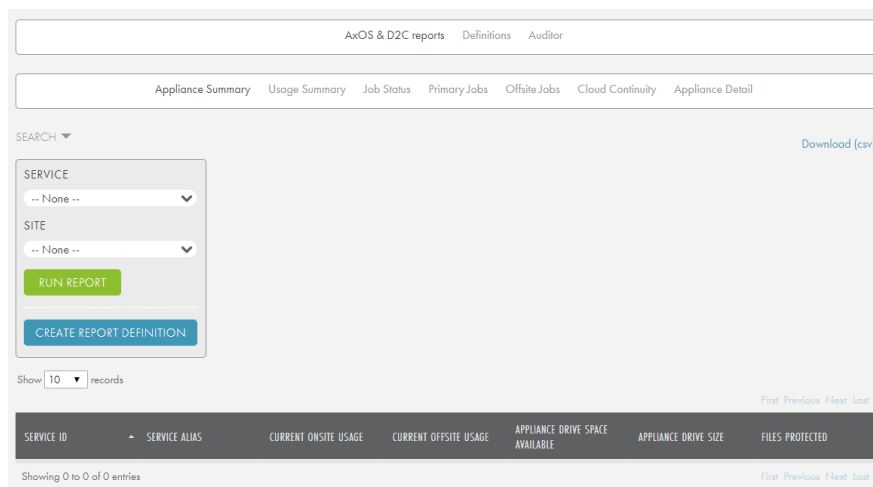 AxOS & D2C reports Definitions Auditor
Appliance Summary Usage Summary Job Status Primary Jobs Offsite Jobs Cloud Continuity Appliance Detail
SEARCH
Download (csv)
SERVICE
-- None --
SITE
-- None --
RUN REPORT
CREATE REPORT DEFINITION
Show 10 records
First Previous Next Last
SERVICE ID SERVICE ALIAS CURRENT ONSITE USAGE CURRENT OFFSITE USAGE APPLIANCE DRIVE SPACE AVAILABLE APPLIANCE DRIVE SIZE FILES PROTECTED
Showing 0 to 0 of 0 entries
First Previous Next Last